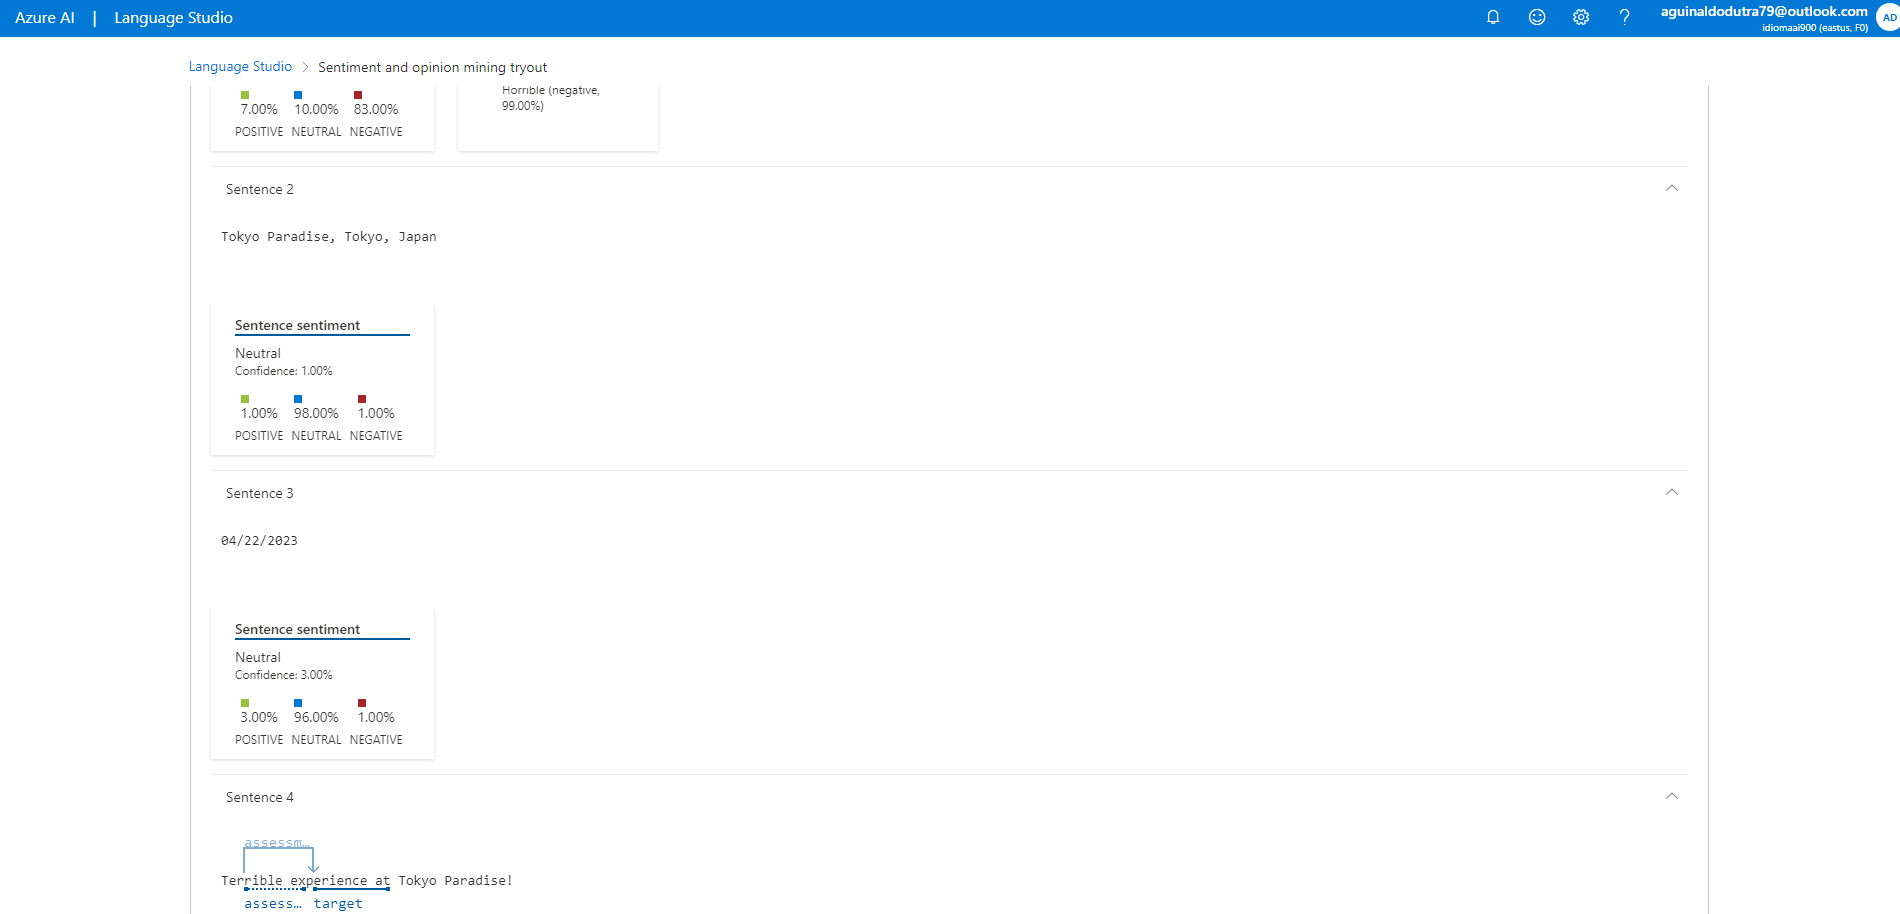 Azure AI | Language Studio
aguinaldodutra79@outlook.com
idiomaai900 (eastus, F0)
AD
Language Studio > Sentiment and opinion mining tryout
Horrible (negative,
99.00%)
7.00% 10.00% 83.00%
POSITIVE NEUTRAL NEGATIVE
Sentence 2
Tokyo Paradise, Tokyo, Japan
Sentence sentiment
Neutral
Confidence: 1.00%
1.00% 98.00% 1.00%
POSITIVE NEUTRAL NEGATIVE
Sentence 3
04/22/2023
Sentence sentiment
Neutral
Confidence: 3.00%
3.00% 96.00% 1.00%
POSITIVE NEUTRAL NEGATIVE
Sentence 4
assessm…
Terrible experience at Tokyo Paradise!
assess… target